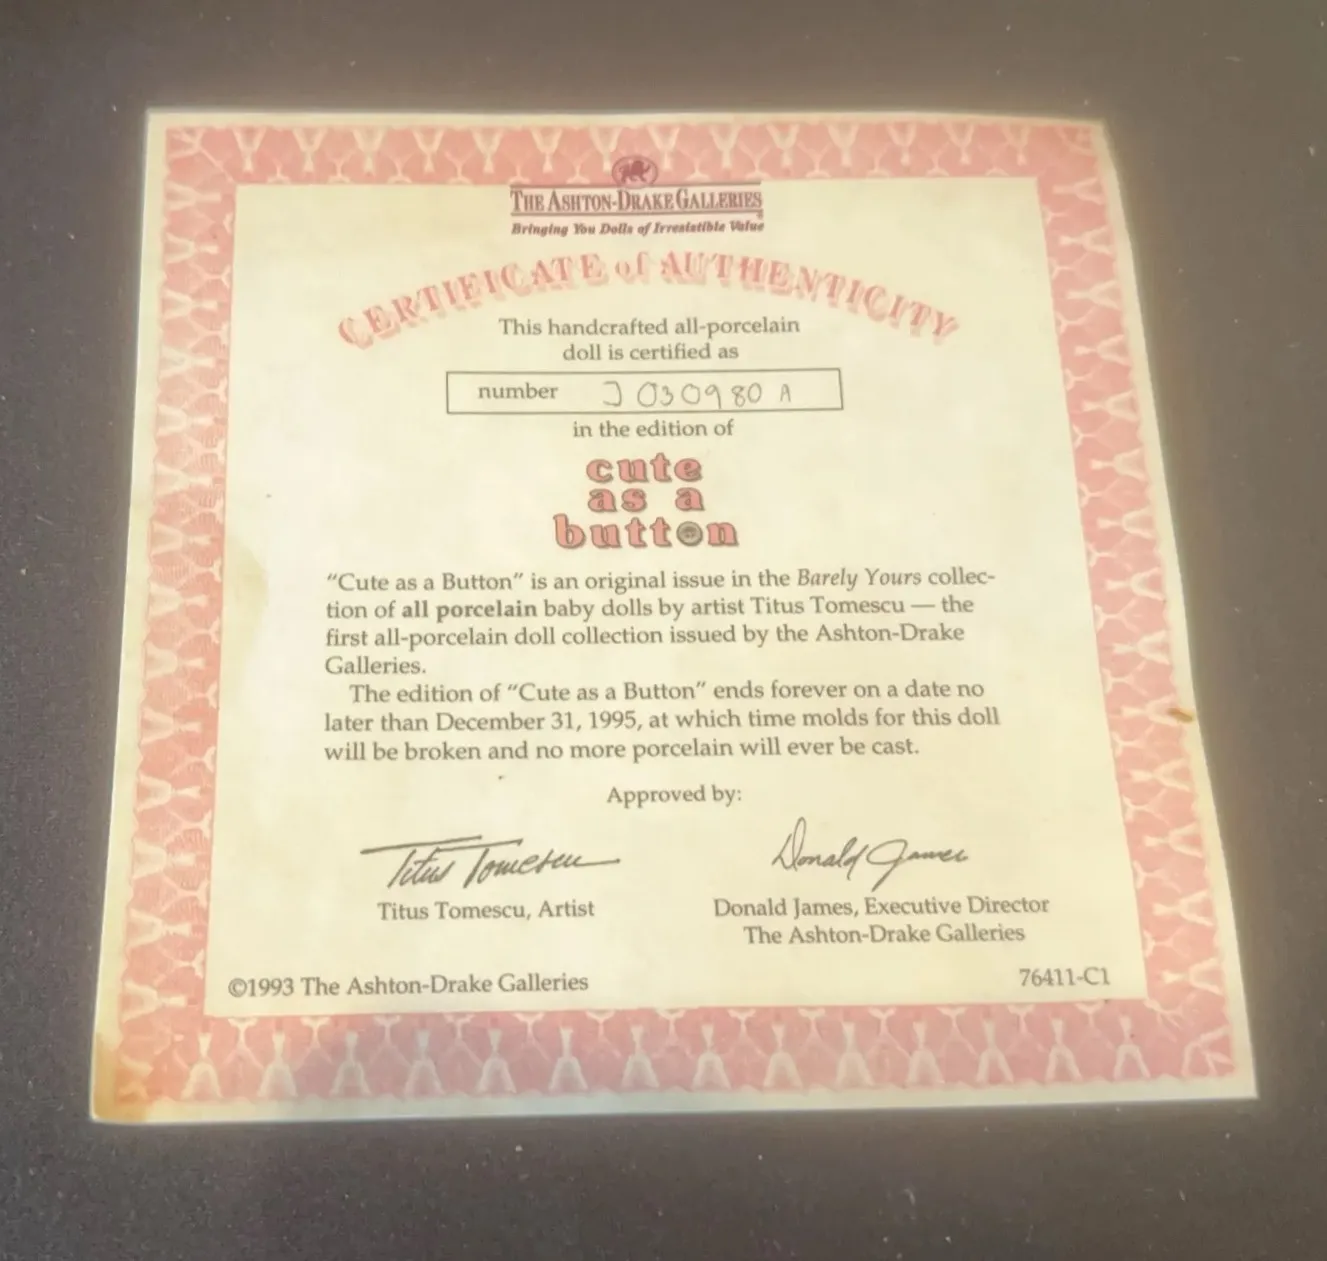 THE ASHTON-DRAKE GALLERIES
Bringing You Dolls of Irresistible Value
CERTIFICATE of AUTHENTICITY
This handcrafted all-porcelain
doll is certified as
number J 030980 A
in the edition of
cute
as a
button
“Cute as a Button” is an original issue in the Barely Yours collec-
tion of all porcelain baby dolls by artist Titus Tomescu — the
first all-porcelain doll collection issued by the Ashton-Drake
Galleries.
The edition of “Cute as a Button” ends forever on a date no
later than December 31, 1995, at which time molds for this doll
will be broken and no more porcelain will ever be cast.
Approved by:
Titus Tomescu Donald James
Titus Tomescu, Artist Donald James, Executive Director
The Ashton-Drake Galleries
©1993 The Ashton-Drake Galleries 76411-C1